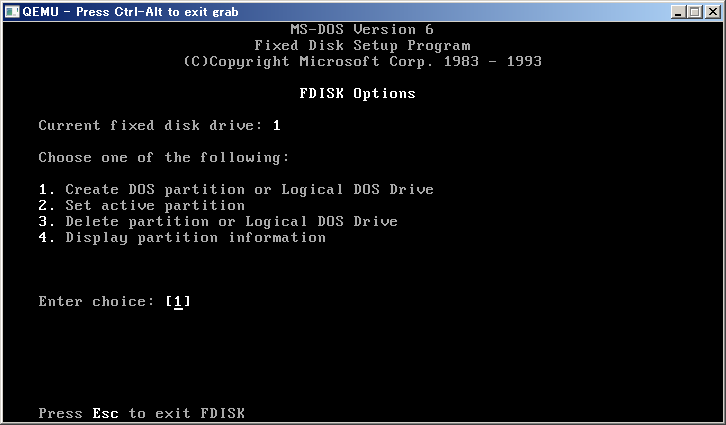 QEMU - Press Ctrl-Alt to exit grab
MS-DOS Version 6
Fixed Disk Setup Program
(C)Copyright Microsoft Corp. 1983 - 1993
FDISK Options
Current fixed disk drive: 1
Choose one of the following:
1. Create DOS partition or Logical DOS Drive
2. Set active partition
3. Delete partition or Logical DOS Drive
4. Display partition information
Enter choice: [1]
Press Esc to exit FDISK